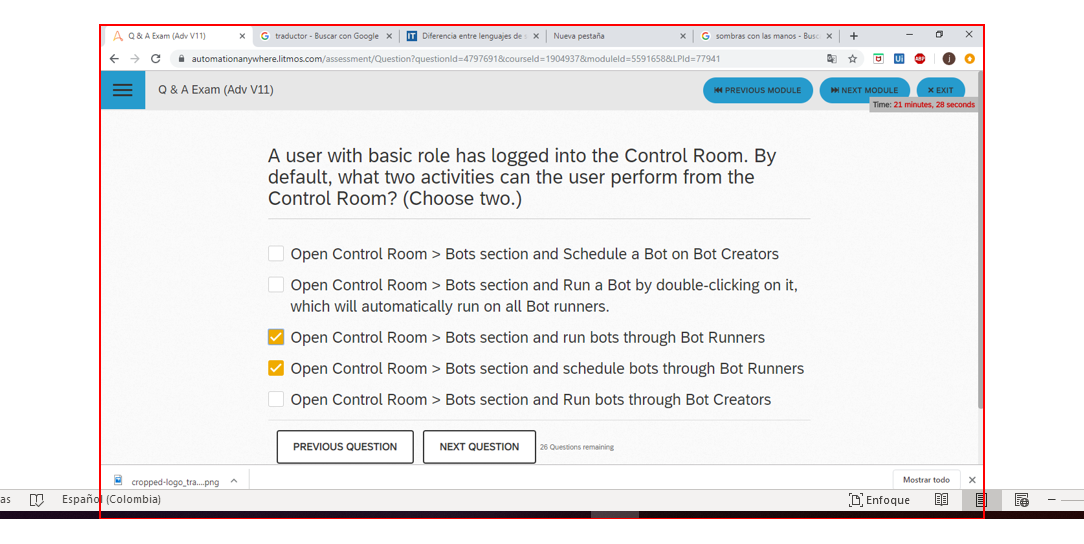 Q & A Exam (Adv V11)
traductor - Buscar con Google
Diferencia entre lenguajes de s
Nueva pestaña
sombras con las manos - Busc
automationanywhere.litmos.com/assessment/Question?questionId=4797691&courseId=1904937&moduleId=5591658&LPId=77941
Q & A Exam (Adv V11)
PREVIOUS MODULE
NEXT MODULE
EXIT
Time: 21 minutes, 28 seconds
A user with basic role has logged into the Control Room. By
default, what two activities can the user perform from the
Control Room? (Choose two.)
Open Control Room > Bots section and Schedule a Bot on Bot Creators
Open Control Room > Bots section and Run a Bot by double-clicking on it,
which will automatically run on all Bot runners.
Open Control Room > Bots section and run bots through Bot Runners
Open Control Room > Bots section and schedule bots through Bot Runners
Open Control Room > Bots section and Run bots through Bot Creators
PREVIOUS QUESTION
NEXT QUESTION
26 Questions remaining
cropped-logo_tra....png
Mostrar todo
as
Español (Colombia)
Enfoque